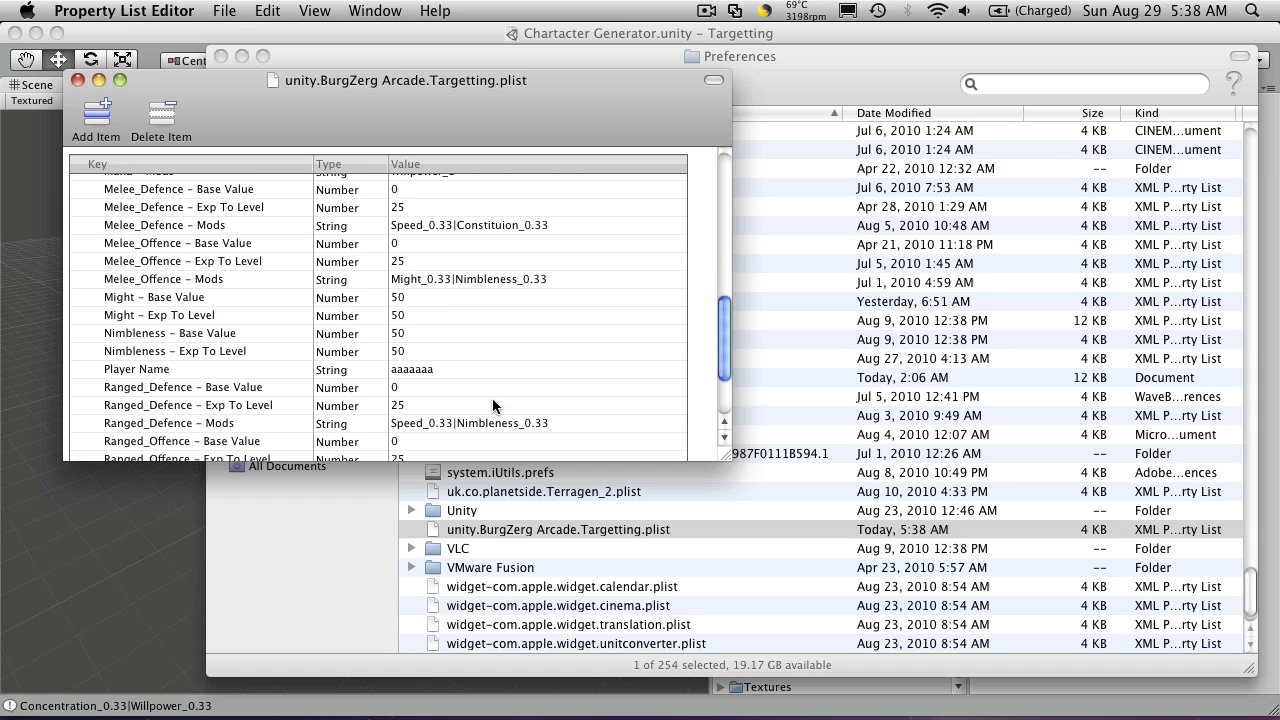 Property List Editor File Edit View Window Help 69°C 3198rpm (Charged) Sun Aug 29 5:38 AM
Chartacter Generator.unity - Targetting
Cent
Preferences
Scene
Textured
unity.BurgZerg Arcade.Targetting.plist
Add Item Delete Item
Key Type Value
Melee_Defence - Base Value Number 0
Melee_Defence - Exp To Level Number 25
Melee_Defence - Mods String Speed_0.33|Constituion_0.33
Melee_Offence - Base Value Number 0
Melee_Offence - Exp To Level Number 25
Melee_Offence - Mods String Might_0.33|Nimbleness_0.33
Might - Base Value Number 50
Might - Exp To Level Number 50
Nimbleness - Base Value Number 50
Nimbleness - Exp To Level Number 50
Player Name String aaaaaaa
Ranged_Defence - Base Value Number 0
Ranged_Defence - Exp To Level Number 25
Ranged_Defence - Mods String Speed_0.33|Nimbleness_0.33
Ranged_Offence - Base Value Number 0
Ranged_Offence - Exp To Level Number 25
Date Modified Size Kind
Jul 6, 2010 1:24 AM 4 KB CINEM...ument
Jul 6, 2010 1:24 AM 4 KB CINEM...ument
Apr 22, 2010 12:32 AM -- Folder
Jul 6, 2010 7:53 AM 4 KB XML P...rty List
Apr 28, 2010 1:29 AM 4 KB XML P...rty List
Aug 5, 2010 10:48 AM 4 KB XML P...rty List
Apr 21, 2010 11:18 PM 4 KB XML P...rty List
Jul 5, 2010 1:45 AM 4 KB XML P...rty List
Jul 1, 2010 4:59 AM 4 KB XML P...rty List
Yesterday, 6:51 AM 4 KB XML P...rty List
Aug 9, 2010 12:38 PM 12 KB XML P...rty List
Aug 9, 2010 12:38 PM 4 KB XML P...rty List
Aug 27, 2010 4:13 AM 4 KB XML P...rty List
Today, 2:06 AM 12 KB Document
Jul 5, 2010 12:41 PM 4 KB WaveB...rences
Aug 3, 2010 9:49 AM 4 KB XML P...rty List
Aug 4, 2010 12:07 AM 4 KB Micro...ument
987F0111B594.1 Jul 1, 2010 12:26 AM -- Folder
All Documents
system.iUtils.prefs Aug 8, 2010 10:49 PM 4 KB Adobe...ences
uk.co.planetside.Terragen_2.plist Aug 10, 2010 4:33 PM 4 KB XML P...rty List
Unity Aug 23, 2010 12:46 AM -- Folder
unity.BurgZerg Arcade.Targetting.plist Today, 5:38 AM 4 KB XML P...rty List
VLC Aug 9, 2010 12:38 PM -- Folder
VMware Fusion Apr 23, 2010 5:57 AM -- Folder
widget-com.apple.widget.calendar.plist Aug 23, 2010 8:54 AM 4 KB XML P...rty List
widget-com.apple.widget.cinema.plist Aug 23, 2010 8:54 AM 4 KB XML P...rty List
widget-com.apple.widget.translation.plist Aug 23, 2010 8:54 AM 4 KB XML P...rty List
widget-com.apple.widget.unitconverter.plist Aug 23, 2010 8:54 AM 4 KB XML P...rty List
1 of 254 selected, 19.17 GB available
Textures
Concentration_0.33|Willpower_0.33